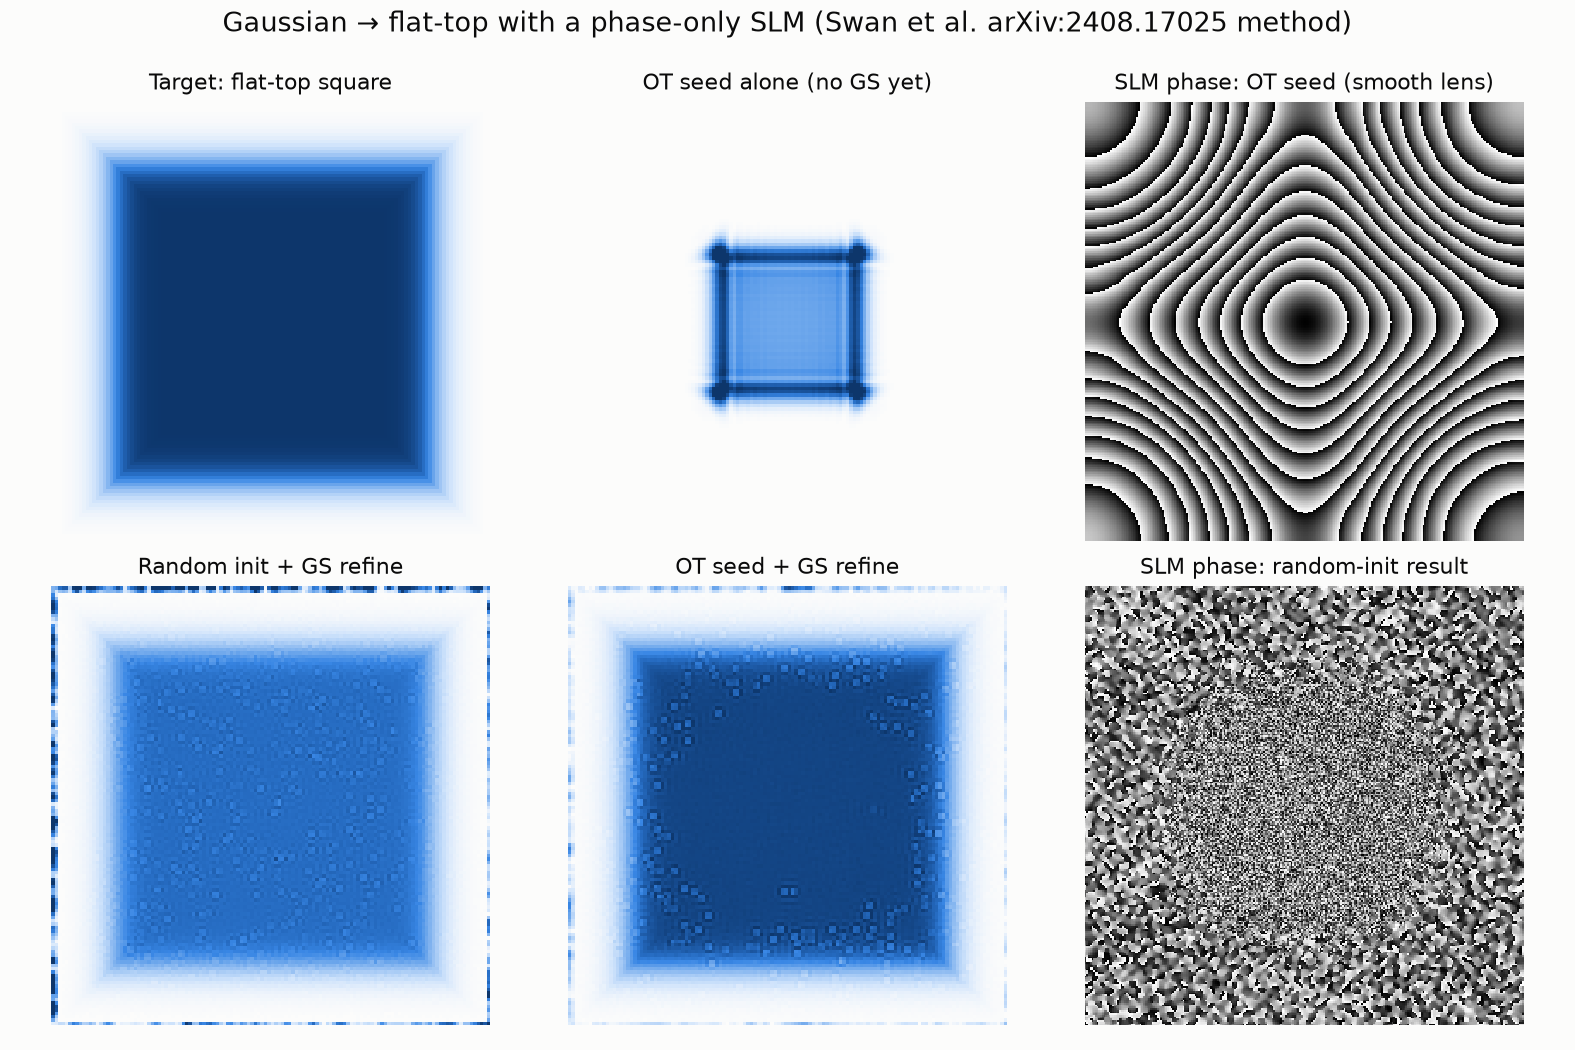 Gaussian → flat-top with a phase-only SLM (Swan et al. arXiv:2408.17025 method)
Target: flat-top square
OT seed alone (no GS yet)
SLM phase: OT seed (smooth lens)
Random init + GS refine
OT seed + GS refine
SLM phase: random-init result